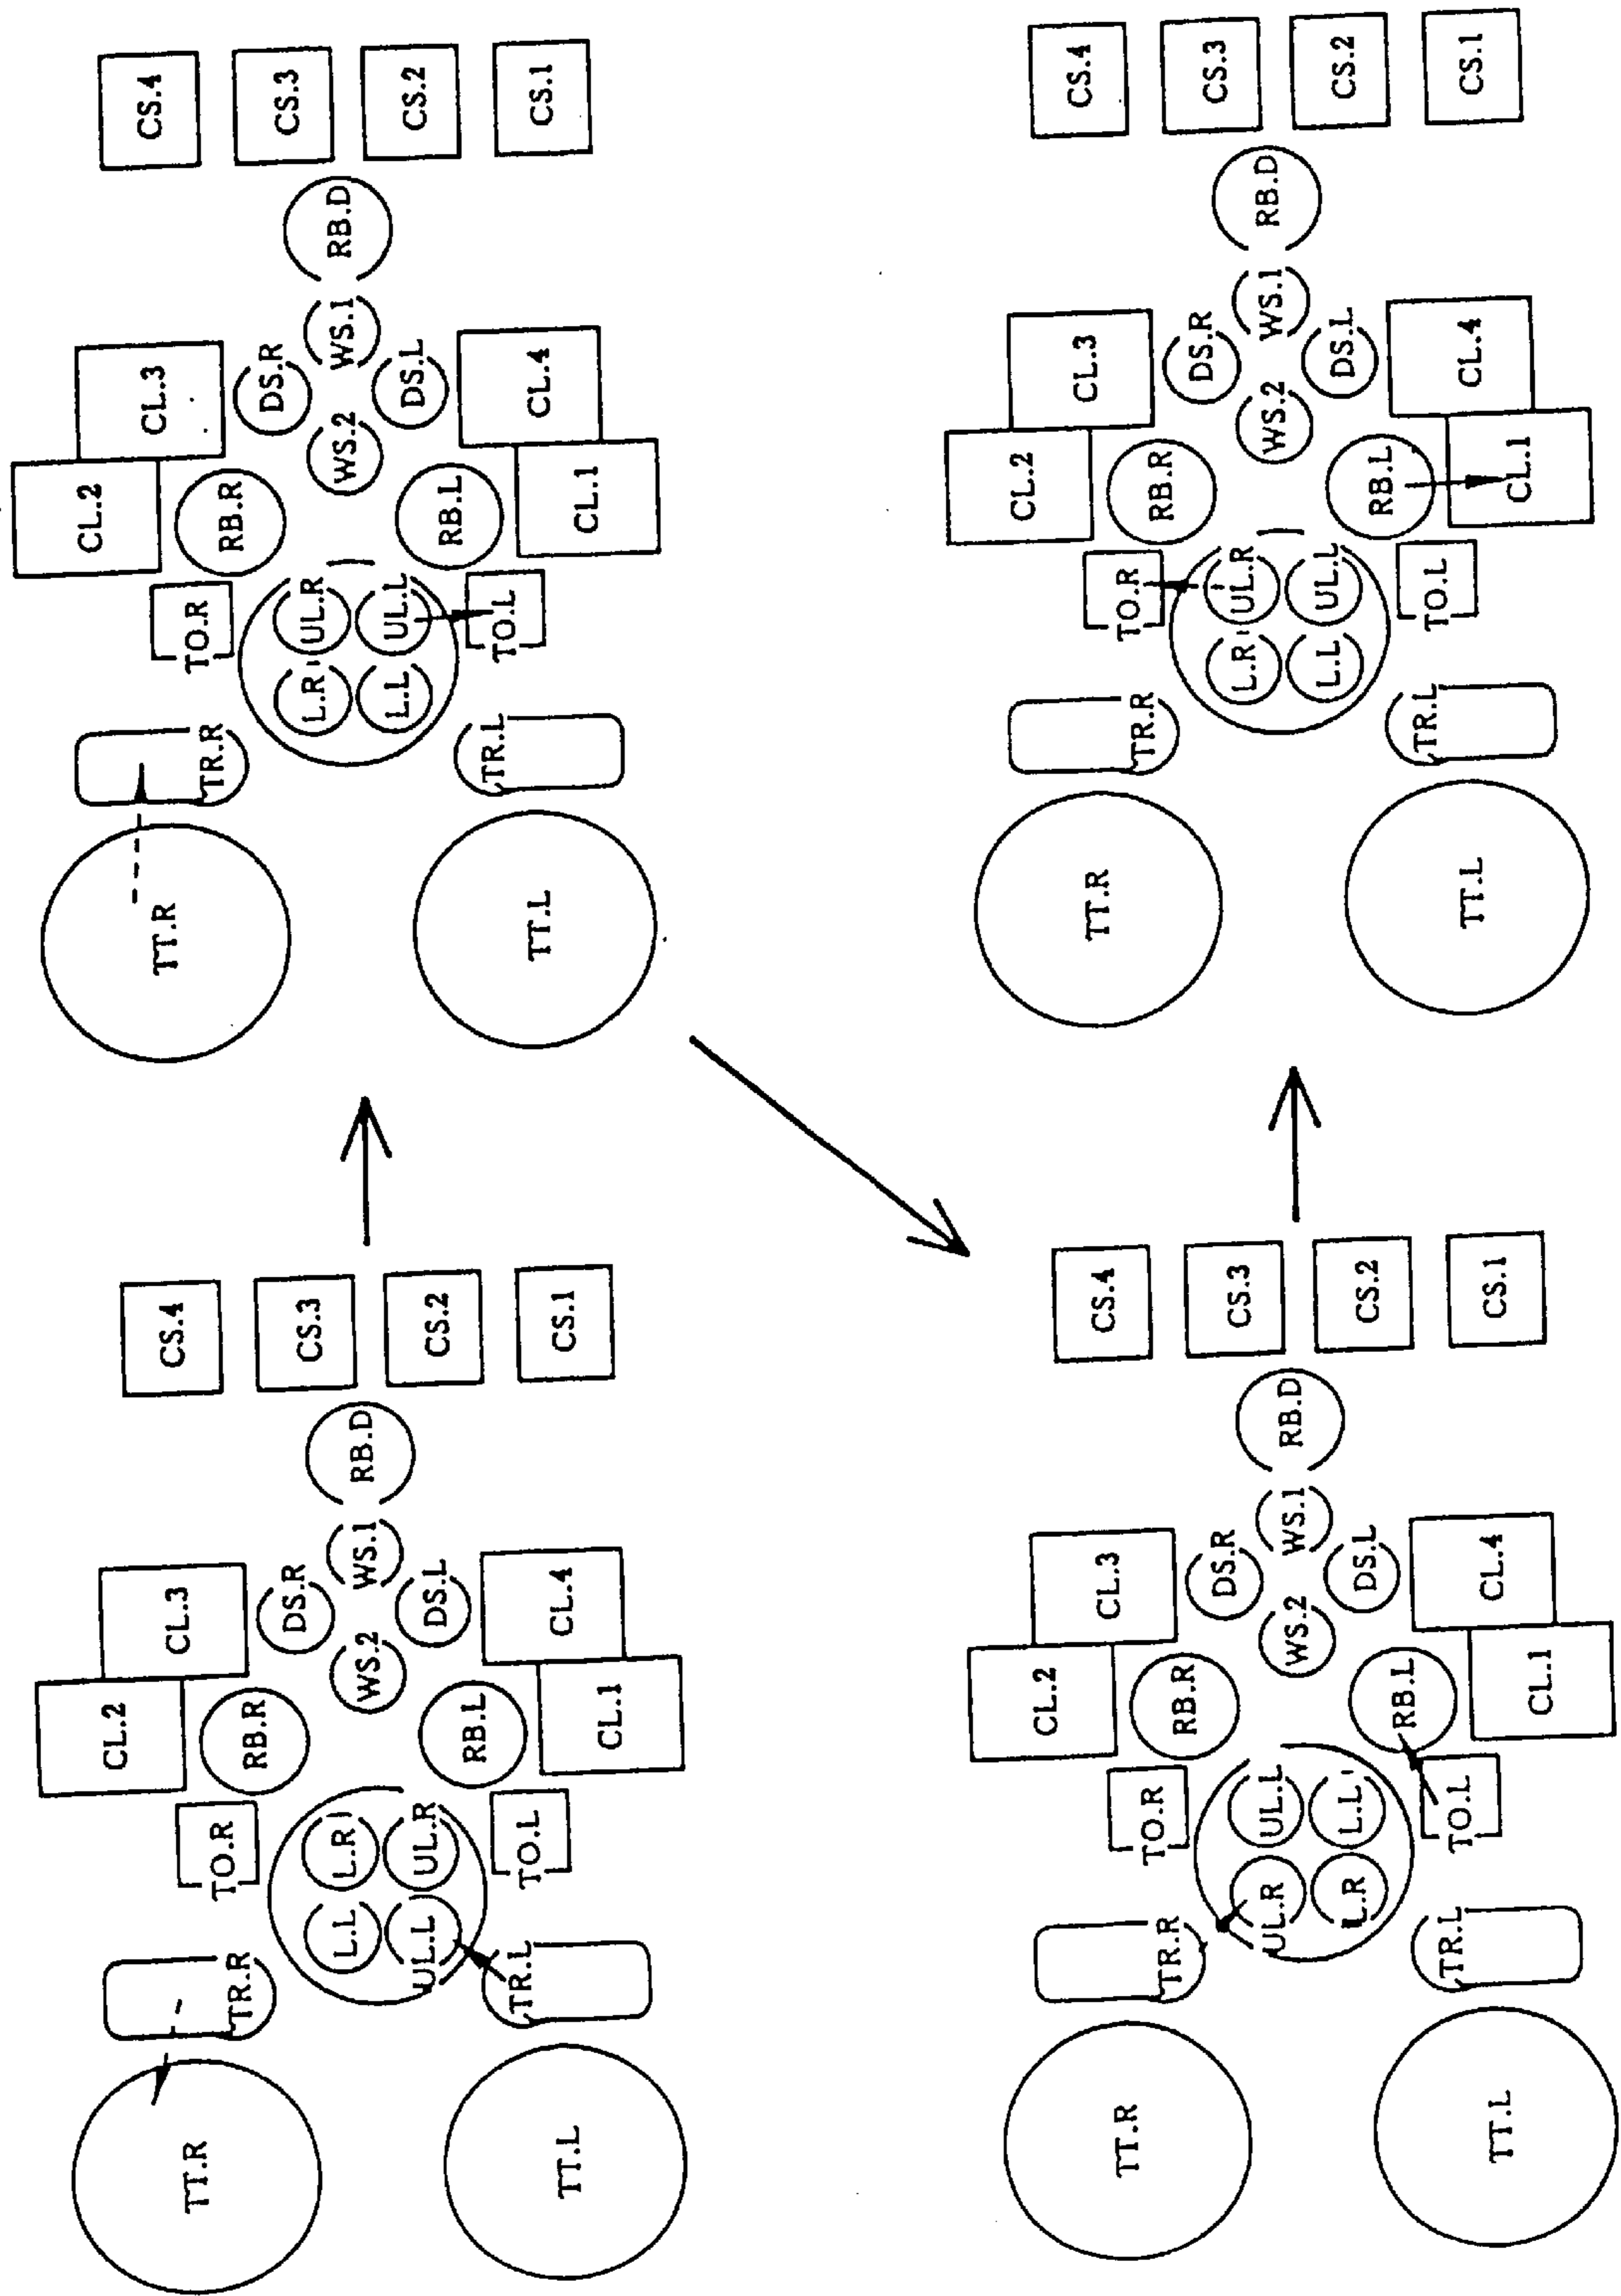 TT.R
TT.L
TR.R
TR.L
L.L
UL.L
L.R
UL.R
TO.R
TO.L
CL.2
RB.R
RB.L
CL.1
CL.3
DS.R
WS.2
DS.L
CL.4
WS.1
RB.D
CS.4
CS.3
CS.2
CS.1
TT.R
TT.L
TR.R
TR.L
L.R
L.L
UL.R
UL.L
TO.R
TO.L
CL.2
RB.R
RB.L
CL.1
CL.3
DS.R
WS.2
DS.L
CL.4
WS.1
RB.D
CS.4
CS.3
CS.2
CS.1
TT.R
TT.L
TR.R
TR.L
UL.R
L.R
UL.L
L.L
TO.R
TO.L
CL.2
RB.R
RB.L
CL.1
CL.3
DS.R
WS.2
DS.L
CL.4
WS.1
RB.D
CS.4
CS.3
CS.2
CS.1
TT.R
TT.L
TR.R
TR.L
L.R
L.L
UL.R
UL.L
TO.R
TO.L
CL.2
RB.R
RB.L
CL.1
CL.3
DS.R
WS.2
DS.L
CL.4
WS.1
RB.D
CS.4
CS.3
CS.2
CS.1